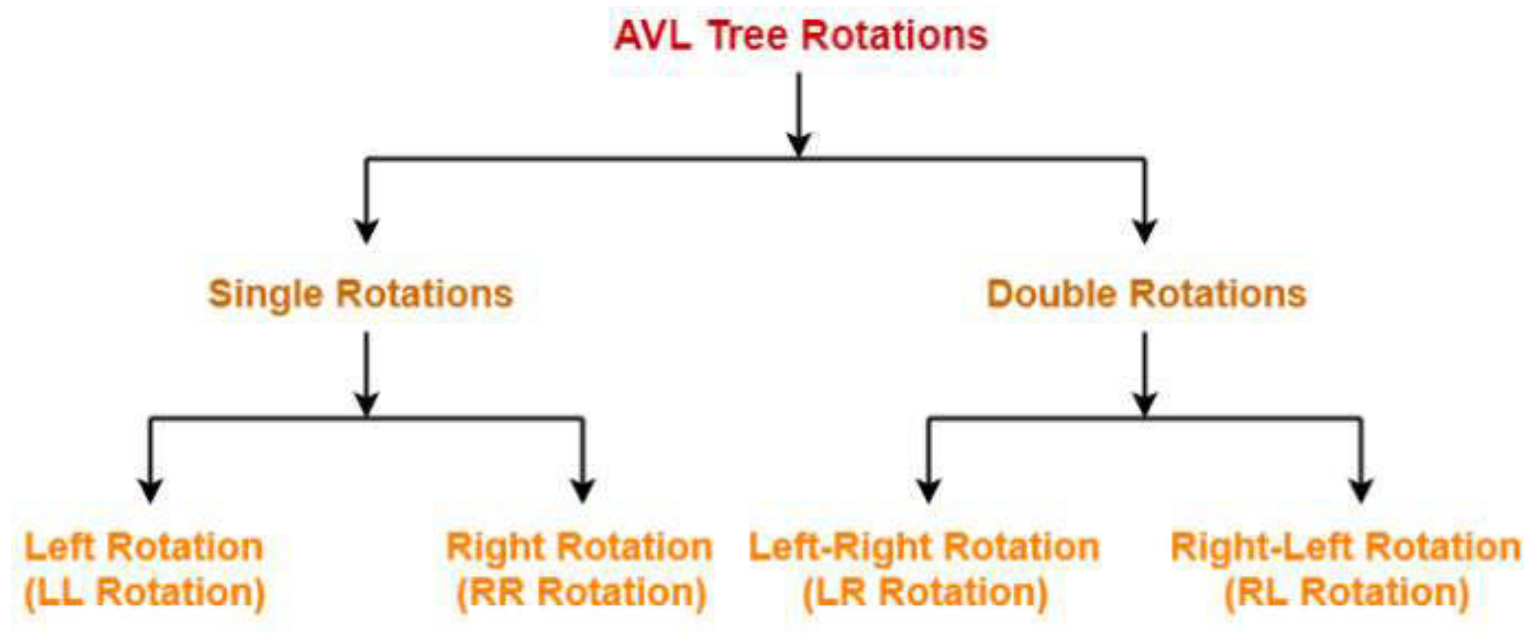 AVL Tree Rotations
Single Rotations
Double Rotations
Left Rotation
(LL Rotation)
Right Rotation
(RR Rotation)
Left-Right Rotation
(LR Rotation)
Right-Left Rotation
(RL Rotation)